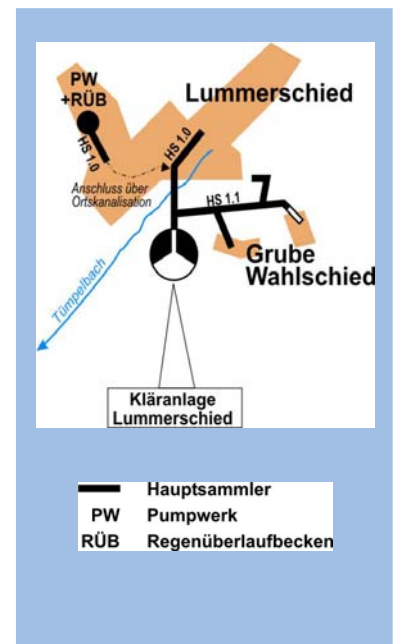 PW
+RÜB
Lummerschied
HS 1.0
HS 1.0
Anschluss über
Ortskanalisation
HS 1.1
Grube
Wahlschied
Tümpelbach
Kläranlage
Lummerschied
Hauptsammler
PW Pumpwerk
RÜB Regenüberlaufbecken